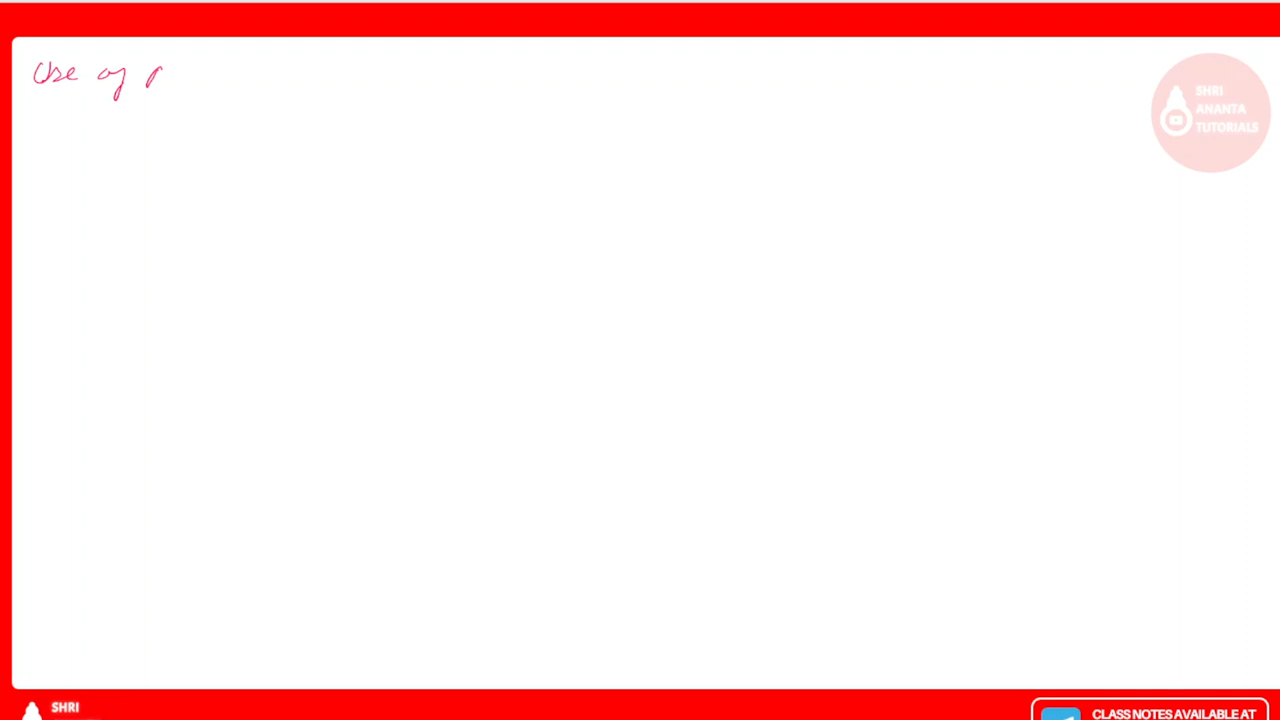 Use of
SHRI
ANANTA
TUTORIALS
SHRI
CLASS NOTES AVAILABLE AT